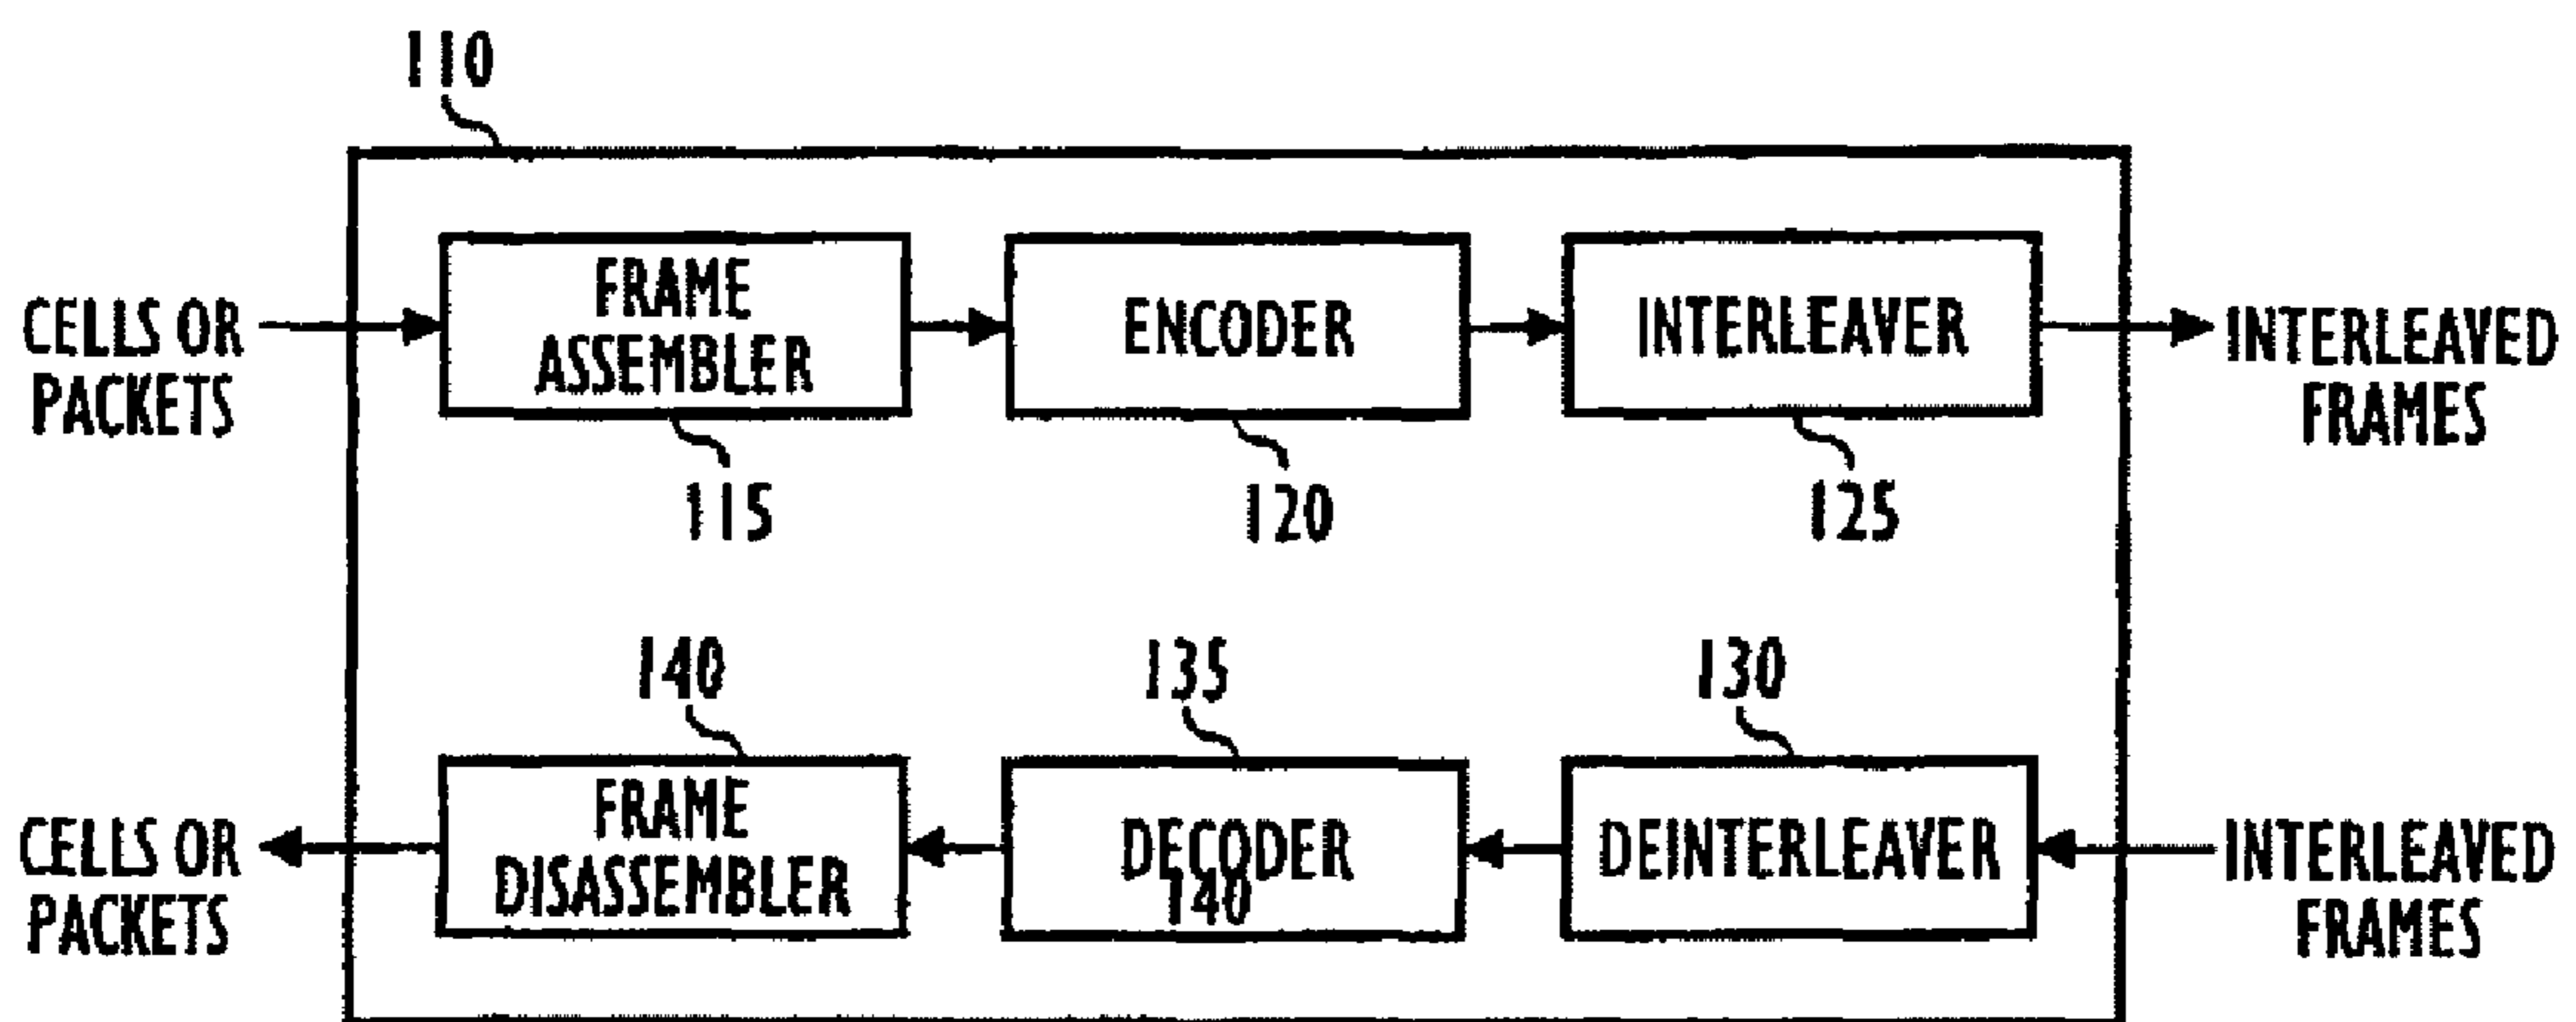 110
CELLS OR
PACKETS
FRAME
ASSEMBLER
ENCODER
INTERLEAVER
INTERLEAVED
FRAMES
115
120
125
140
135
130
CELLS OR
PACKETS
FRAME
DISASSEMBLER
DECODER
140
DEINTERLEAVER
INTERLEAVED
FRAMES